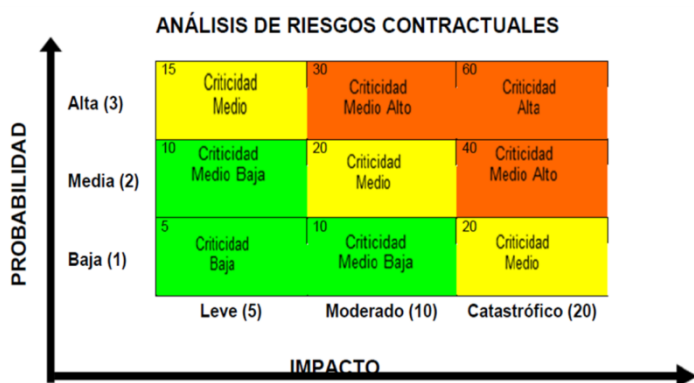 ANÁLISIS DE RIESGOS CONTRACTUALES
PROBABILIDAD
Alta (3)
15
Criticidad
Medio
30
Criticidad
Medio Alto
60
Criticidad
Alta
Media (2)
10
Criticidad
Medio Baja
20
Criticidad
Medio
40
Criticidad
Medio Alto
Baja (1)
5
Criticidad
Baja
10
Criticidad
Medio Baja
20
Criticidad
Medio
Leve (5)
Moderado (10)
Catastrófico (20)
IMPACTO